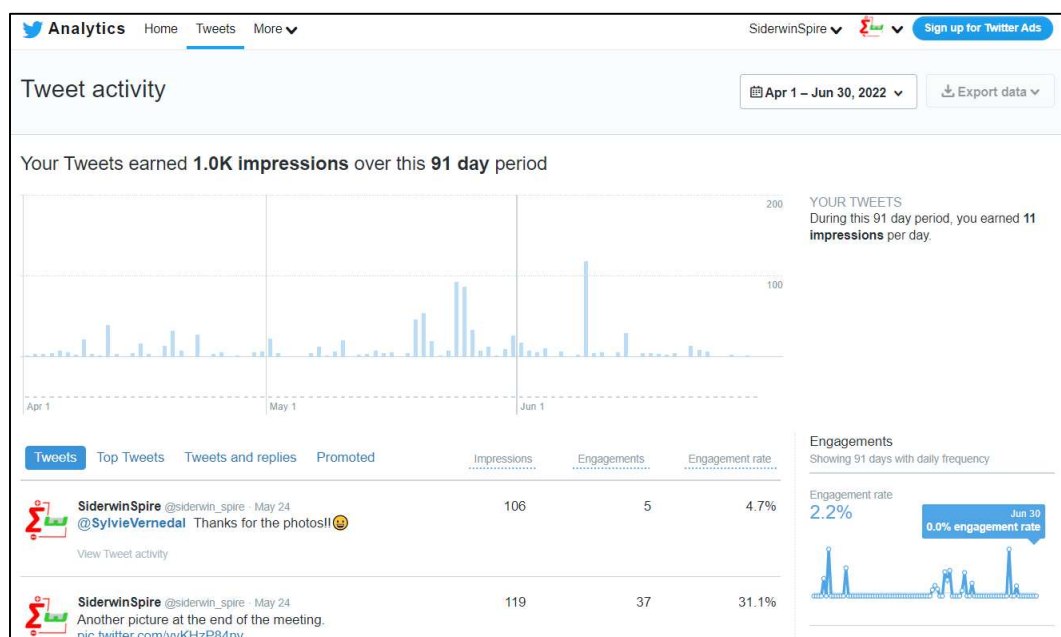 Analytics Home Tweets More SiderwinSpire Sign up for Twitter Ads
Tweet activity Apr 1 – Jun 30, 2022 Export data
Your Tweets earned 1.0K impressions over this 91 day period
200
100
Apr 1 May 1 Jun 1
YOUR TWEETS
During this 91 day period, you earned 11
impressions per day.
Tweets Top Tweets Tweets and replies Promoted Impressions Engagements Engagement rate
SiderwinSpire @siderwin_spire · May 24 106 5 4.7%
@SylvieVernedal Thanks for the photos!!😀
View Tweet activity
SiderwinSpire @siderwin_spire · May 24 119 37 31.1%
Another picture at the end of the meeting.
pic.twitter.com/vyKHzP84ny
Engagements
Showing 91 days with daily frequency
Engagement rate
2.2%
Jun 30
0.0% engagement rate